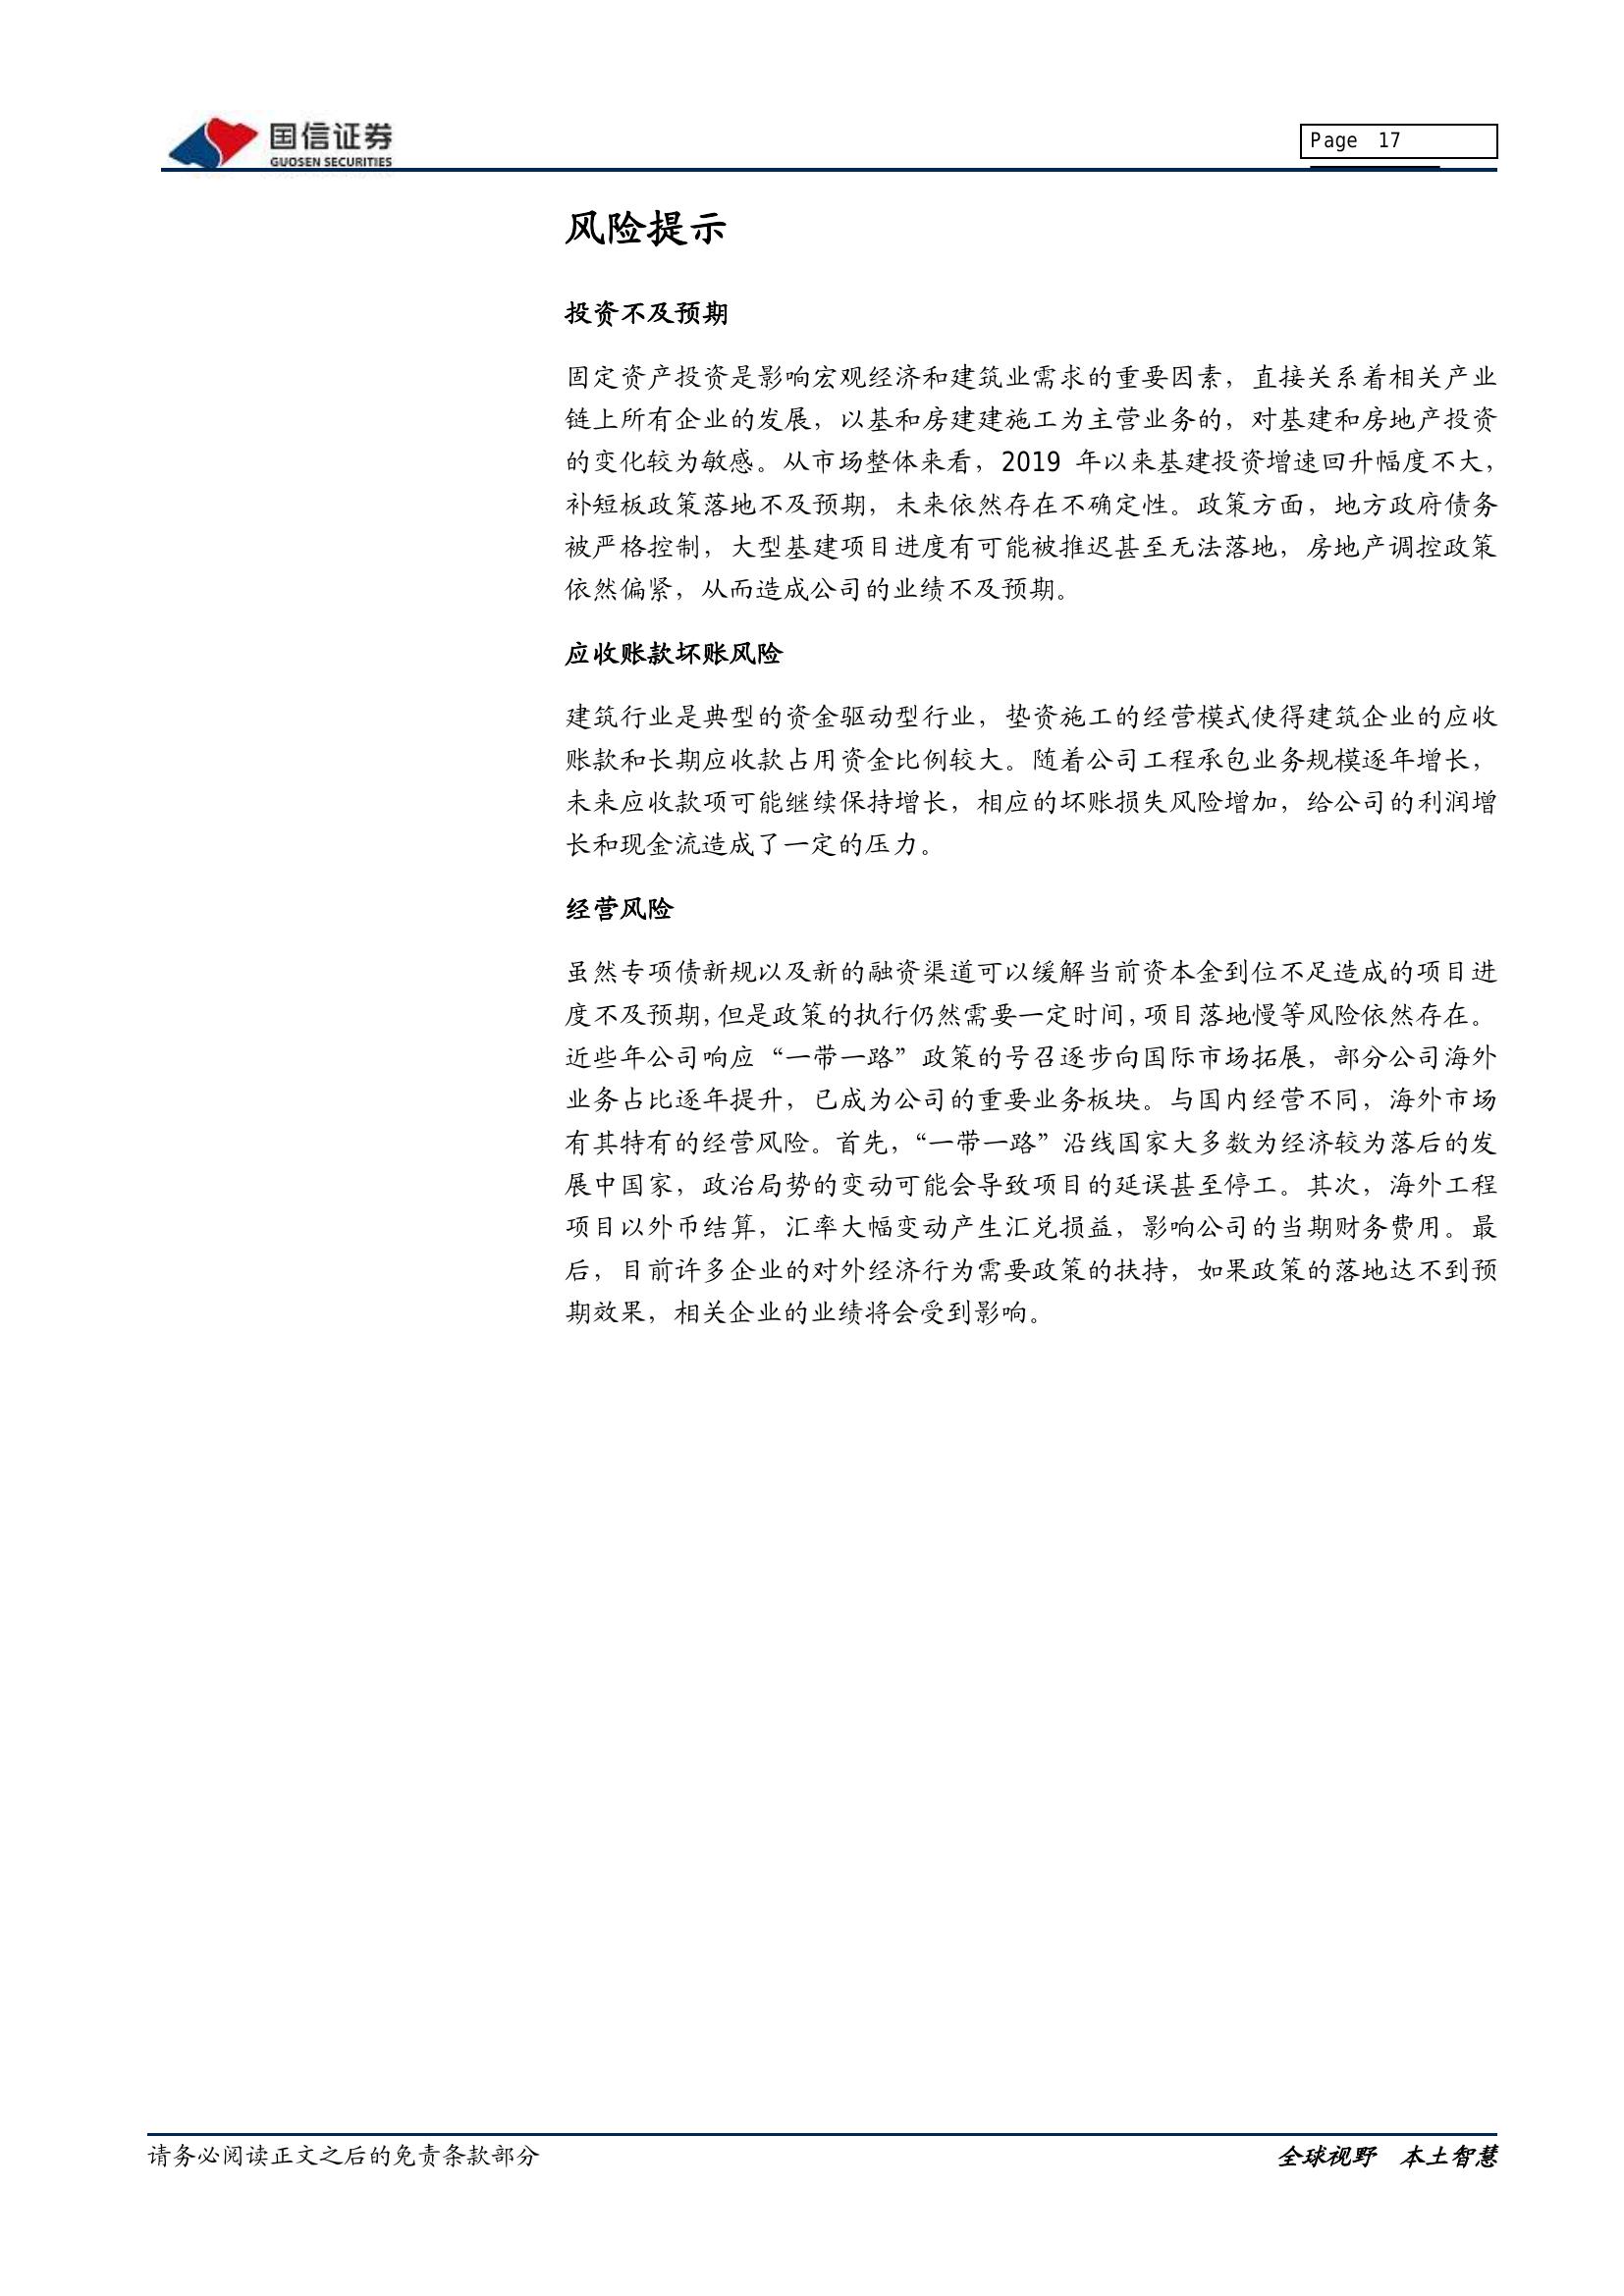 国信证券
GUOSEN SECURITIES
Page 17
风险提示
投资不及预期
固定资产投资是影响宏观经济和建筑业需求的重要因素，直接关系着相关产业
链上所有企业的发展，以基和房建建施工为主营业务的，对基建和房地产投资
的变化较为敏感。从市场整体来看，2019 年以来基建投资增速回升幅度不大，
补短板政策落地不及预期，未来依然存在不确定性。政策方面，地方政府债务
被严格控制，大型基建项目进度有可能被推迟甚至无法落地，房地产调控政策
依然偏紧，从而造成公司的业绩不及预期。
应收账款坏账风险
建筑行业是典型的资金驱动型行业，垫资施工的经营模式使得建筑企业的应收
账款和长期应收款占用资金比例较大。随着公司工程承包业务规模逐年增长，
未来应收款项可能继续保持增长，相应的坏账损失风险增加，给公司的利润增
长和现金流造成了一定的压力。
经营风险
虽然专项债新规以及新的融资渠道可以缓解当前资本金到位不足造成的项目进
度不及预期，但是政策的执行仍然需要一定时间，项目落地慢等风险依然存在。
近些年公司响应“一带一路”政策的号召逐步向国际市场拓展，部分公司海外
业务占比逐年提升，已成为公司的重要业务板块。与国内经营不同，海外市场
有其特有的经营风险。首先，“一带一路”沿线国家大多数为经济较为落后的发
展中国家，政治局势的变动可能会导致项目的延误甚至停工。其次，海外工程
项目以外币结算，汇率大幅变动产生汇兑损益，影响公司的当期财务费用。最
后，目前许多企业的对外经济行为需要政策的扶持，如果政策的落地达不到预
期效果，相关企业的业绩将会受到影响。
请务必阅读正文之后的免责条款部分
全球视野 本土智慧